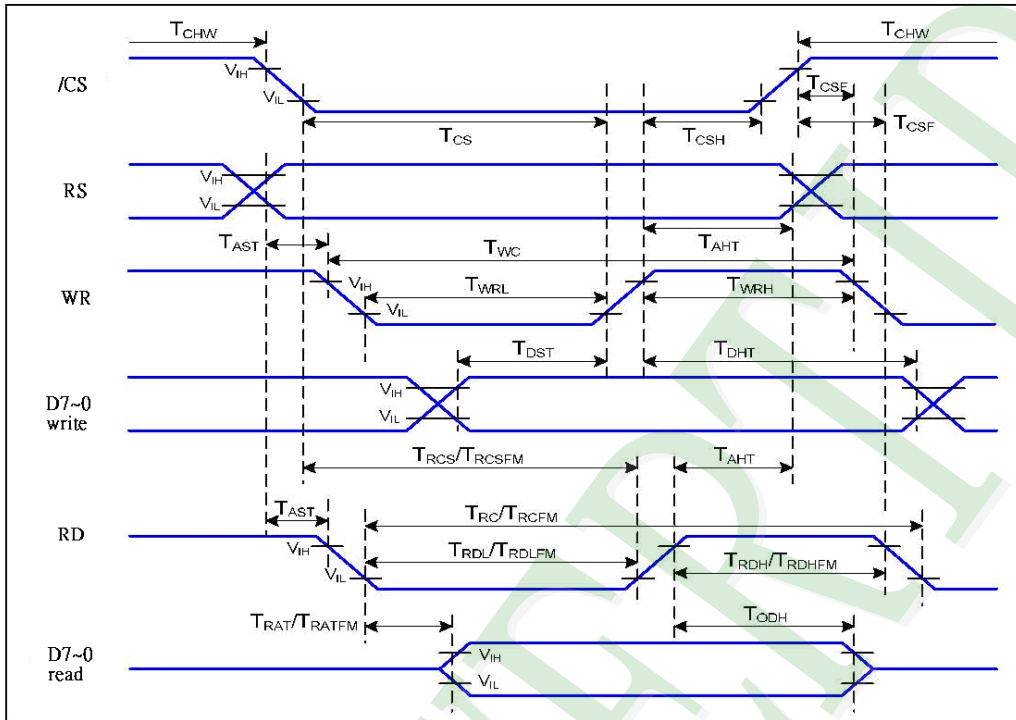 TCHW TCHW
/CS VIH VIL TCSF
TCS TCSH TCSF
RS VIH VIL
TAST TWC TAHT
WR VIH VIL TWRL TWRH
TDST TDHT
D7~0 write VIH VIL
TRCS/TRCSFM TAHT
TAST TRC/TRCFM
RD VIH VIL TRDL/TRDLFM TRDH/TRDHFM
TRAT/TRATFM TODH
D7~0 read VIH VIL